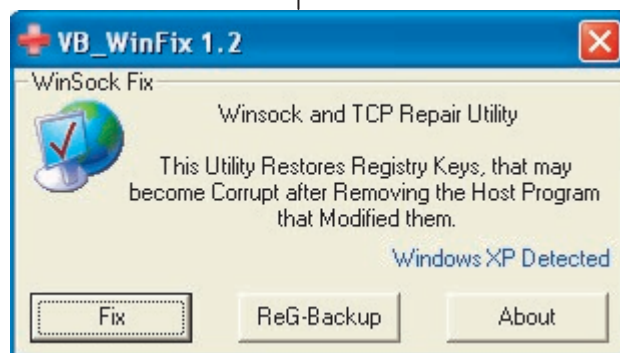 VB_WinFix 1.2
WinSock Fix
Winsock and TCP Repair Utility
This Utility Restores Registry Keys, that may
become Corrupt after Removing the Host Program
that Modified them.
Windows XP Detected
Fix
ReG-Backup
About